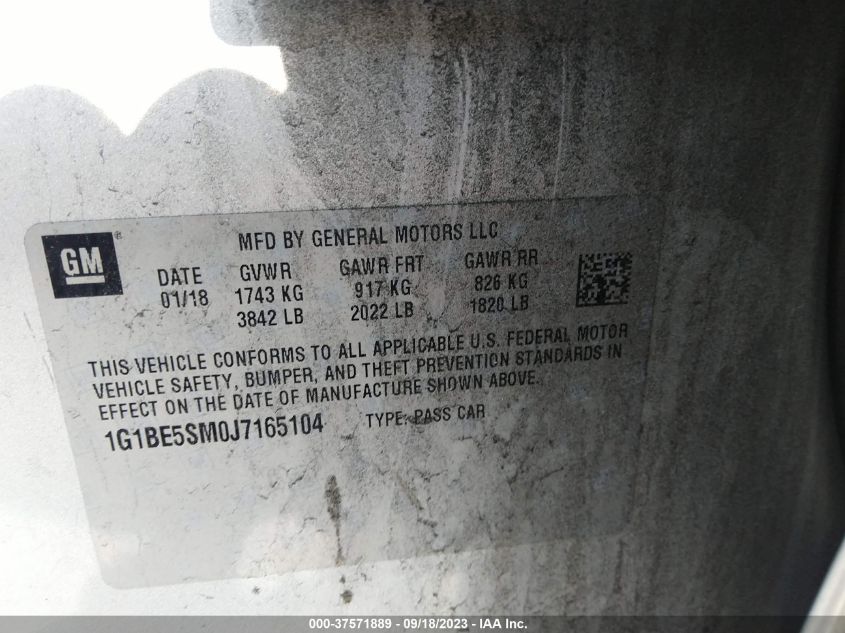 GM ®
MFD BY GENERAL MOTORS LLC
DATE GVWR GAWR FRT GAWR RR
01/18 1743 KG 917 KG 826 KG
3842 LB 2022 LB 1820 LB
THIS VEHICLE CONFORMS TO ALL APPLICABLE U.S. FEDERAL MOTOR
VEHICLE SAFETY, BUMPER, AND THEFT PREVENTION STANDARDS IN
EFFECT ON THE DATE OF MANUFACTURE SHOWN ABOVE.
1G1BE5SM0J7165104 TYPE: PASS CAR
000-37571889 - 09/18/2023 - IAA Inc.